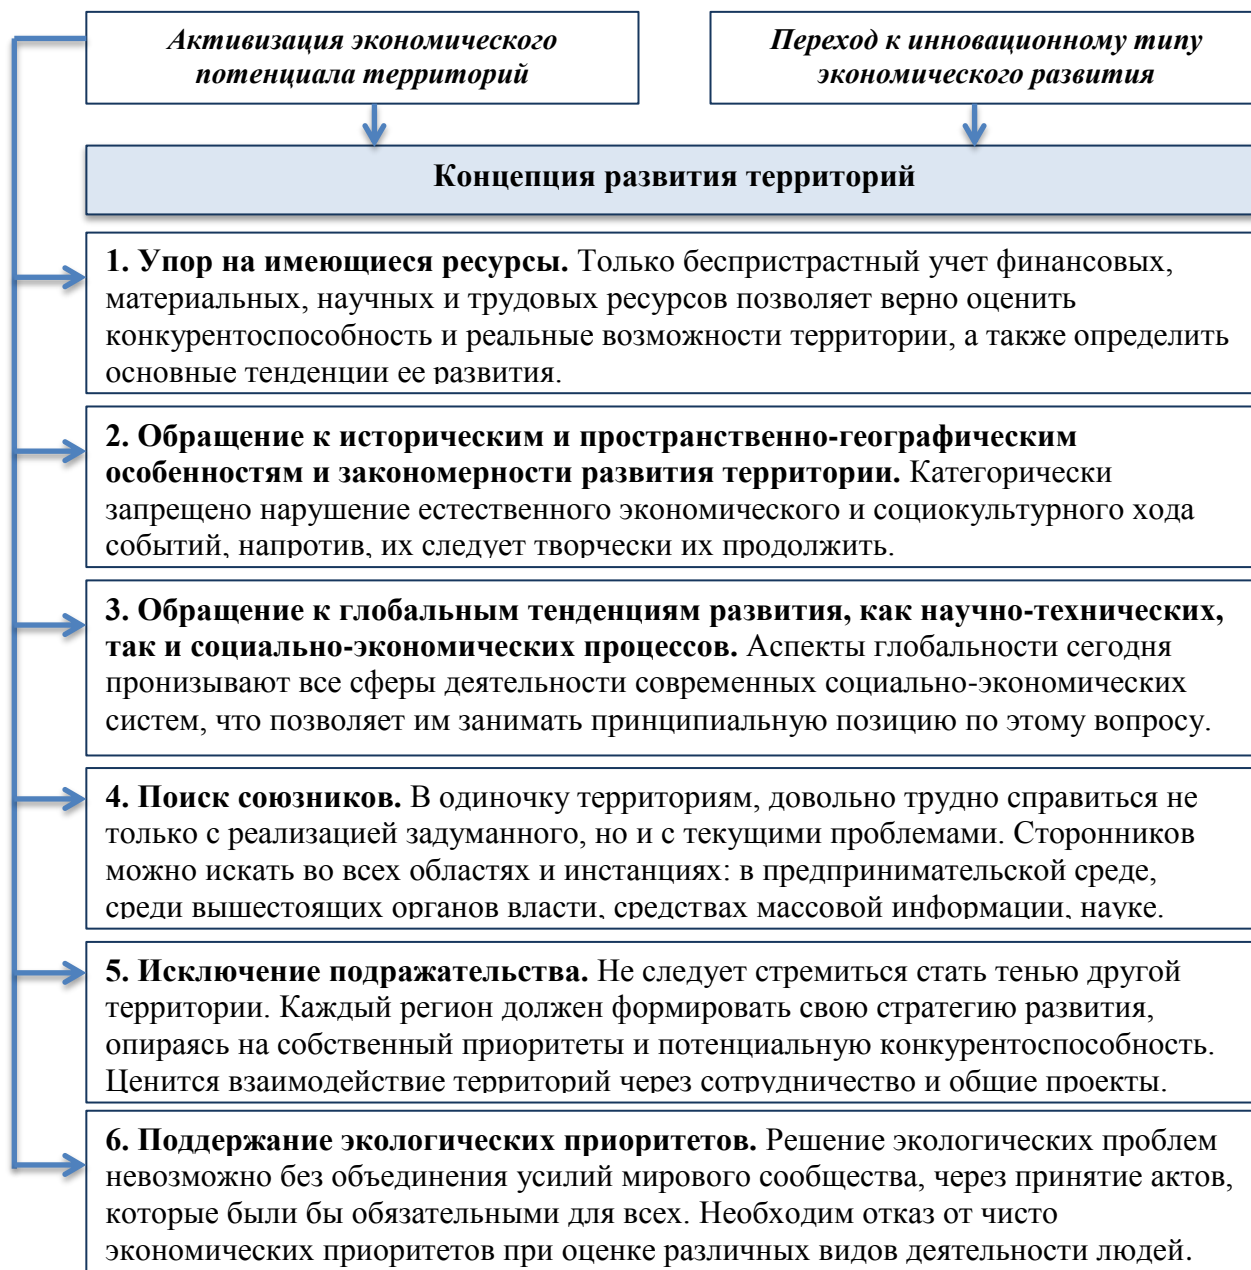 Активизация экономического
потенциала территорий
Переход к инновационному типу
экономического развития
Концепция развития территорий
1. Упор на имеющиеся ресурсы. Только беспристрастный учет финансовых,
материальных, научных и трудовых ресурсов позволяет верно оценить
конкурентоспособность и реальные возможности территории, а также определить
основные тенденции ее развития.
2. Обращение к историческим и пространственно-географическим
особенностям и закономерности развития территории. Категорически
запрещено нарушение естественного экономического и социокультурного хода
событий, напротив, их следует творчески их продолжить.
3. Обращение к глобальным тенденциям развития, как научно-технических,
так и социально-экономических процессов. Аспекты глобальности сегодня
пронизывают все сферы деятельности современных социально-экономических
систем, что позволяет им занимать принципиальную позицию по этому вопросу.
4. Поиск союзников. В одиночку территориям, довольно трудно справиться не
только с реализацией задуманного, но и с текущими проблемами. Сторонников
можно искать во всех областях и инстанциях: в предпринимательской среде,
среди вышестоящих органов власти, средствах массовой информации, науке.
5. Исключение подражательства. Не следует стремиться стать тенью другой
территории. Каждый регион должен формировать свою стратегию развития,
опираясь на собственный приоритеты и потенциальную конкурентоспособность.
Ценится взаимодействие территорий через сотрудничество и общие проекты.
6. Поддержание экологических приоритетов. Решение экологических проблем
невозможно без объединения усилий мирового сообщества, через принятие актов,
которые были бы обязательными для всех. Необходим отказ от чисто
экономических приоритетов при оценке различных видов деятельности людей.